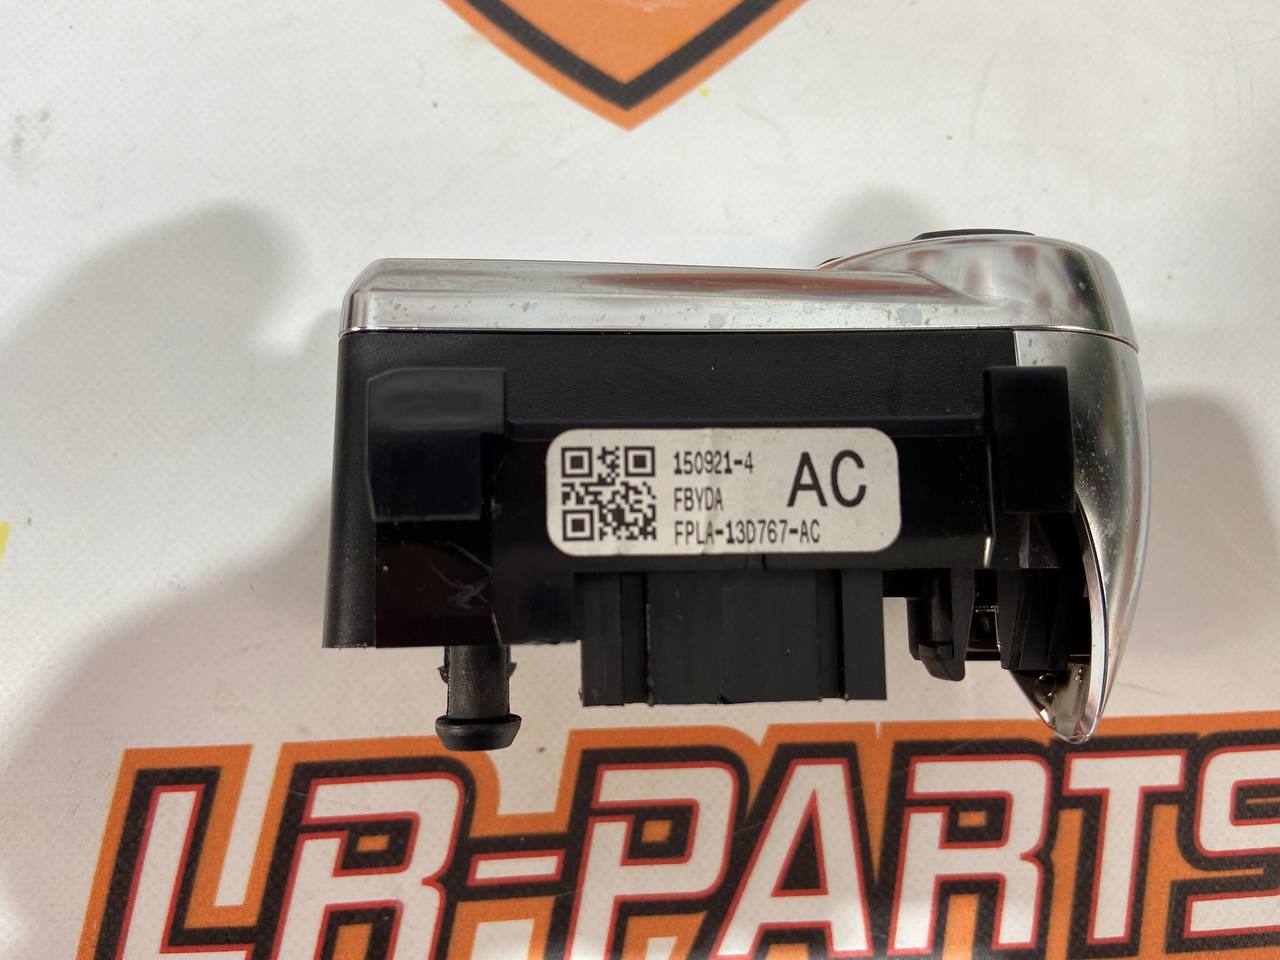 150921-4
AC
FBYDA
FPLA-13D767-AC
LR-PARTS